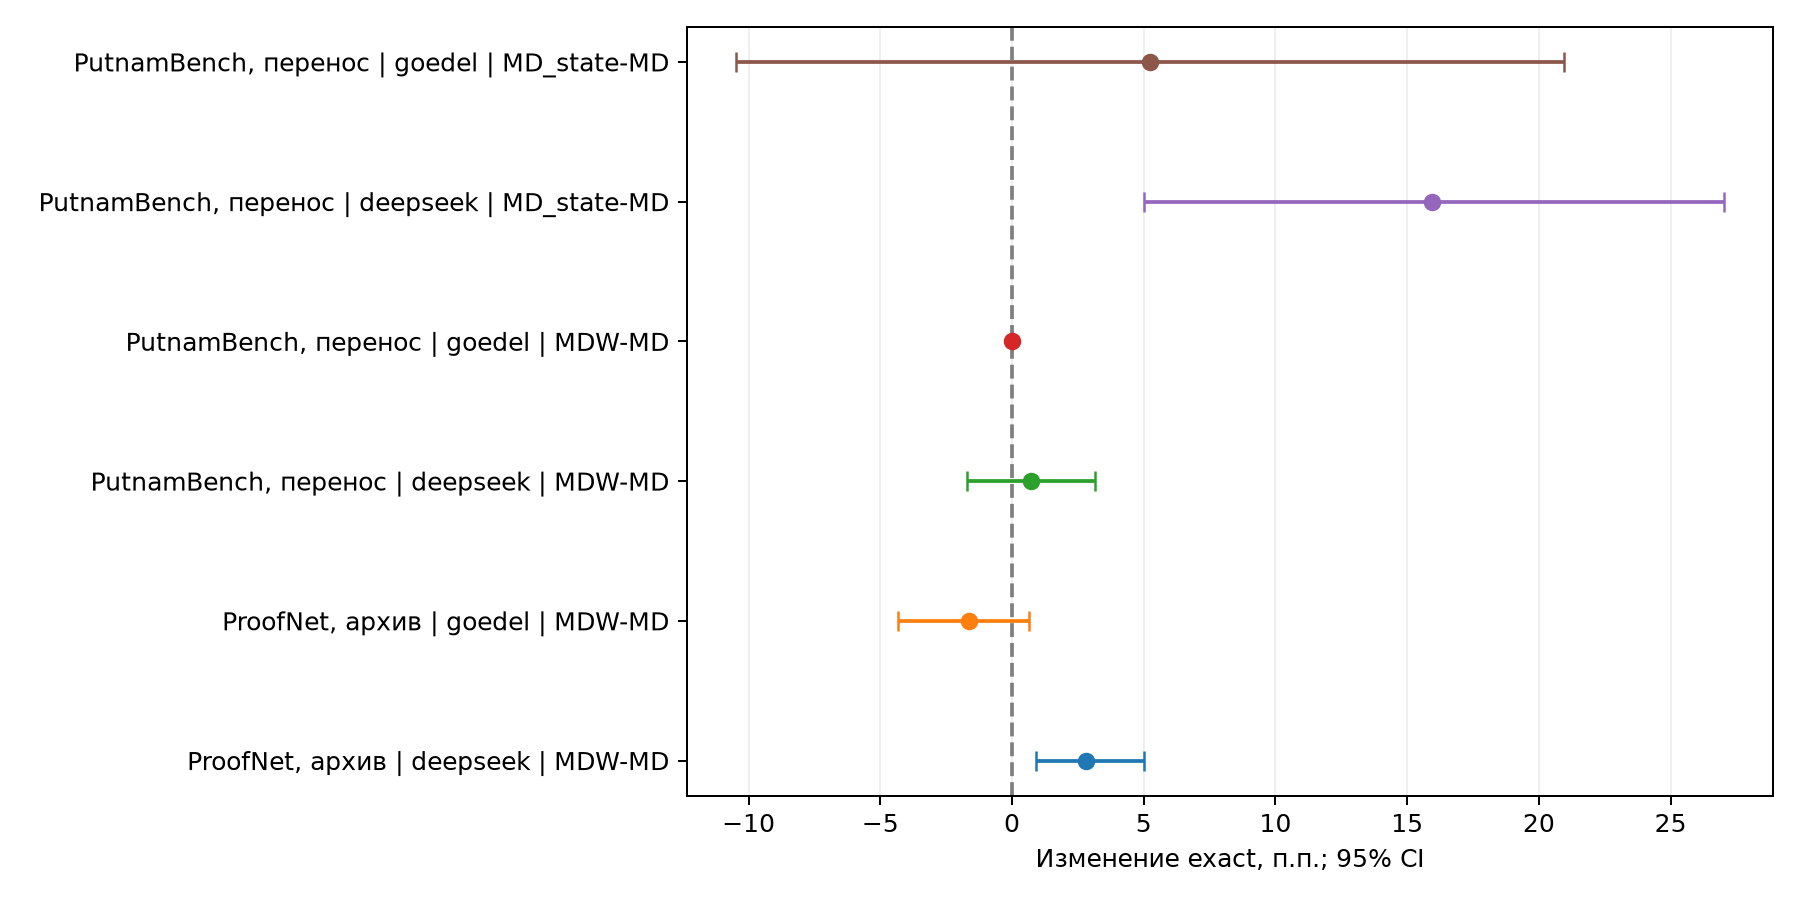 PutnamBench, перенос | goedel | MD_state-MD
PutnamBench, перенос | deepseek | MD_state-MD
PutnamBench, перенос | goedel | MDW-MD
PutnamBench, перенос | deepseek | MDW-MD
ProofNet, архив | goedel | MDW-MD
ProofNet, архив | deepseek | MDW-MD
−10 −5 0 5 10 15 20 25
Изменение exact, п.п.; 95% CI